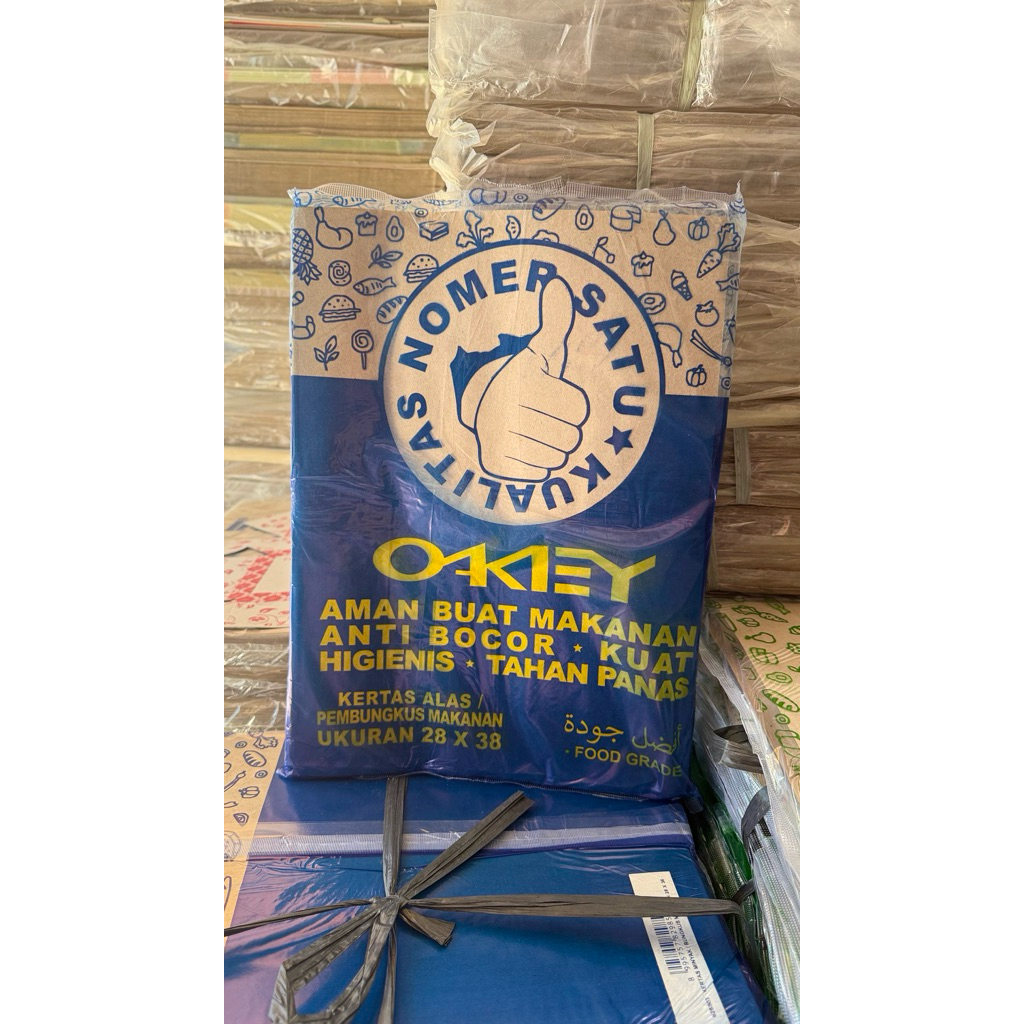 KUALITAS NOMER SATU ★
OAKLEY
AMAN BUAT MAKANAN
ANTI BOCOR ★ KUAT
HIGIENIS ★ TAHAN PANAS
KERTAS ALAS /
PEMBUNGKUS MAKANAN
UKURAN 28 X 38
أفضل جودة
• FOOD GRADE